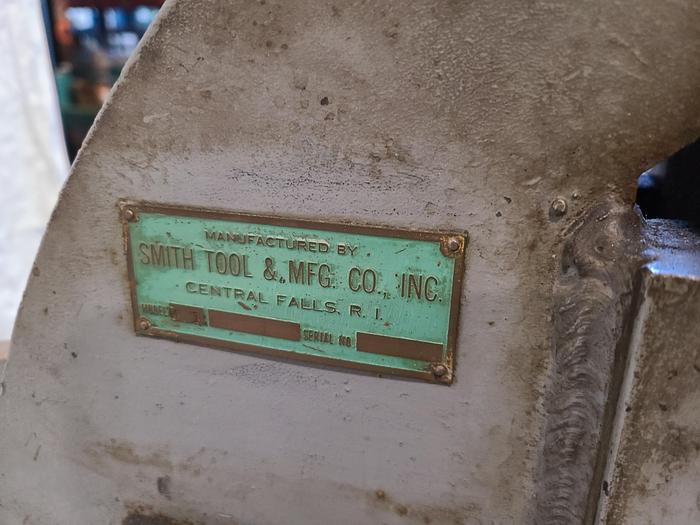 MANUFACTURED BY
SMITH TOOL & MFG. CO., INC.
CENTRAL FALLS, R. I.
MODEL
SERIAL NO